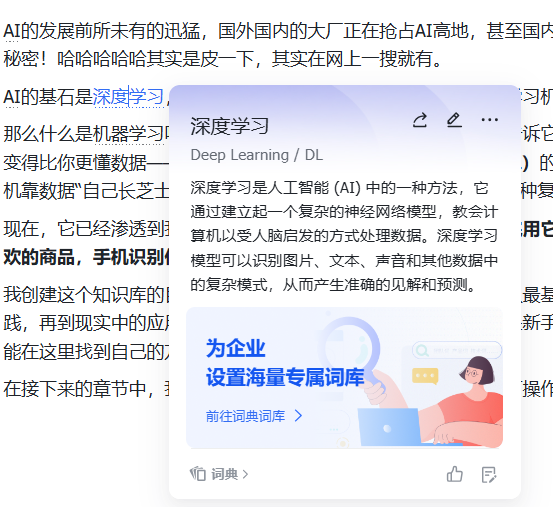 AI的发展前所未有的迅猛，国外国内的大厂正在抢占AI高地，甚至国内
秘密！哈哈哈哈哈其实是皮一下，其实在网上一搜就有。
AI的基石是深度学习，
学习机
那么什么是机器学习
诉它
变得比你更懂数据——
）的
机靠数据“自己长芝士
种复
现在，它已经渗透到
用它
欢的商品，手机识别
我创建这个知识库的
最基
践，再到现实中的应
新手
能在这里找到自己的
在接下来的章节中，
操作
深度学习
Deep Learning / DL
深度学习是人工智能 (AI) 中的一种方法，它
通过建立起一个复杂的神经网络模型，教会计
算机以受人脑启发的方式处理数据。深度学习
模型可以识别图片、文本、声音和其他数据中
的复杂模式，从而产生准确的见解和预测。
为企业
设置海量专属词库
前往词典词库 >
词典 >